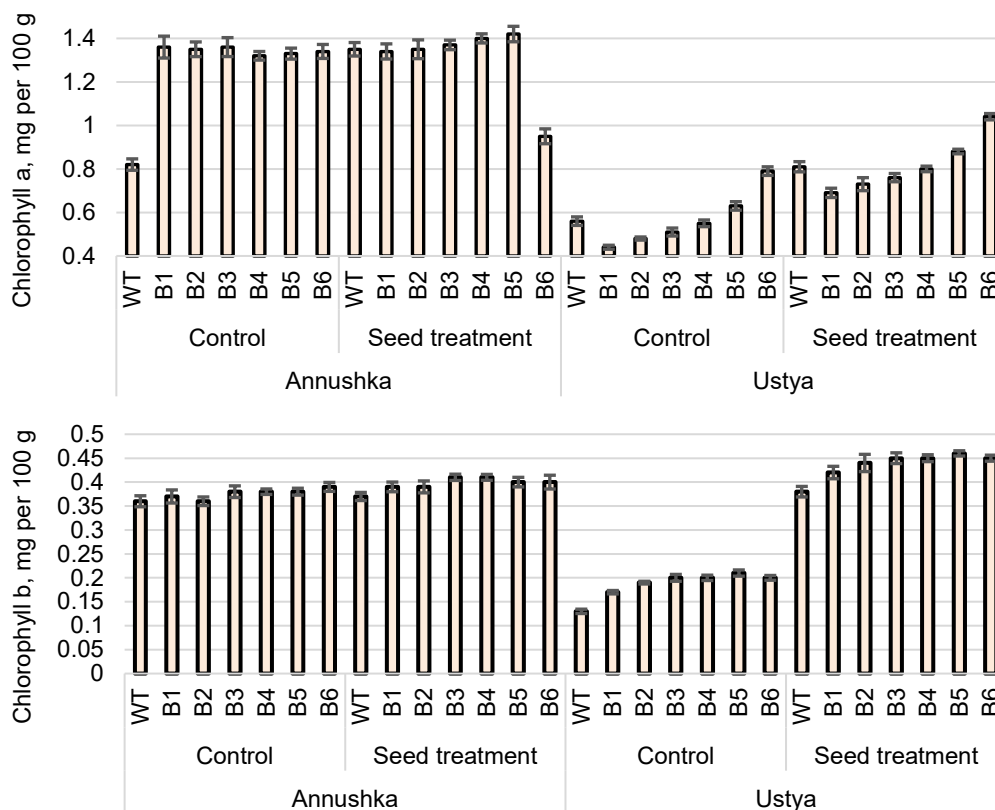 Chlorophyll a, mg per 100 g
1.4
1.2
1
0.8
0.6
0.4
WT B1 B2 B3 B4 B5 B6 WT B1 B2 B3 B4 B5 B6 WT B1 B2 B3 B4 B5 B6 WT B1 B2 B3 B4 B5 B6
Control Seed treatment Control Seed treatment
Annushka Ustya
Chlorophyll b, mg per 100 g
0.5
0.45
0.4
0.35
0.3
0.25
0.2
0.15
0.1
0.05
0
WT B1 B2 B3 B4 B5 B6 WT B1 B2 B3 B4 B5 B6 WT B1 B2 B3 B4 B5 B6 WT B1 B2 B3 B4 B5 B6
Control Seed treatment Control Seed treatment
Annushka Ustya